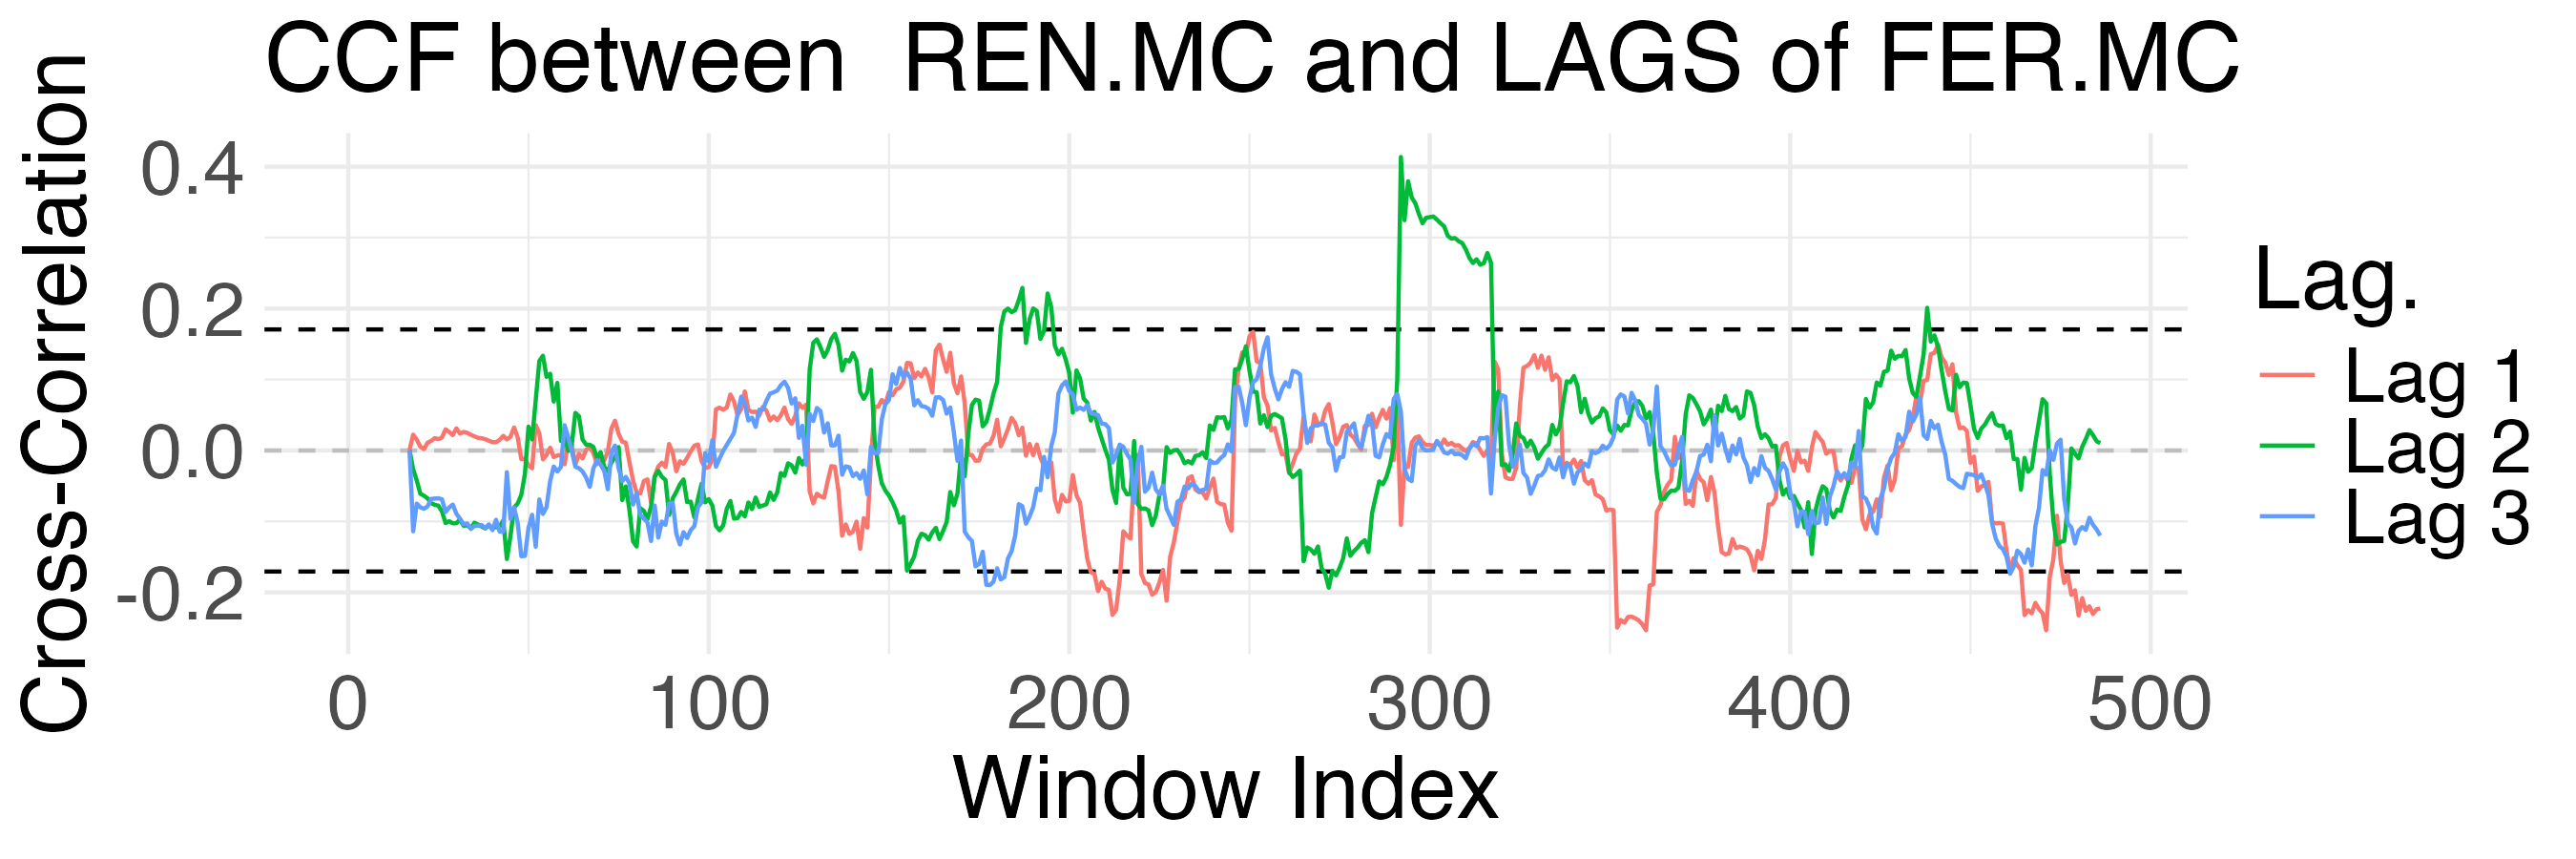 CCF between  REN.MC and LAGS of FER.MC
Cross-Correlation
0.4
0.2
0.0
-0.2
0 100 200 300 400 500
Window Index
Lag.
Lag 1
Lag 2
Lag 3